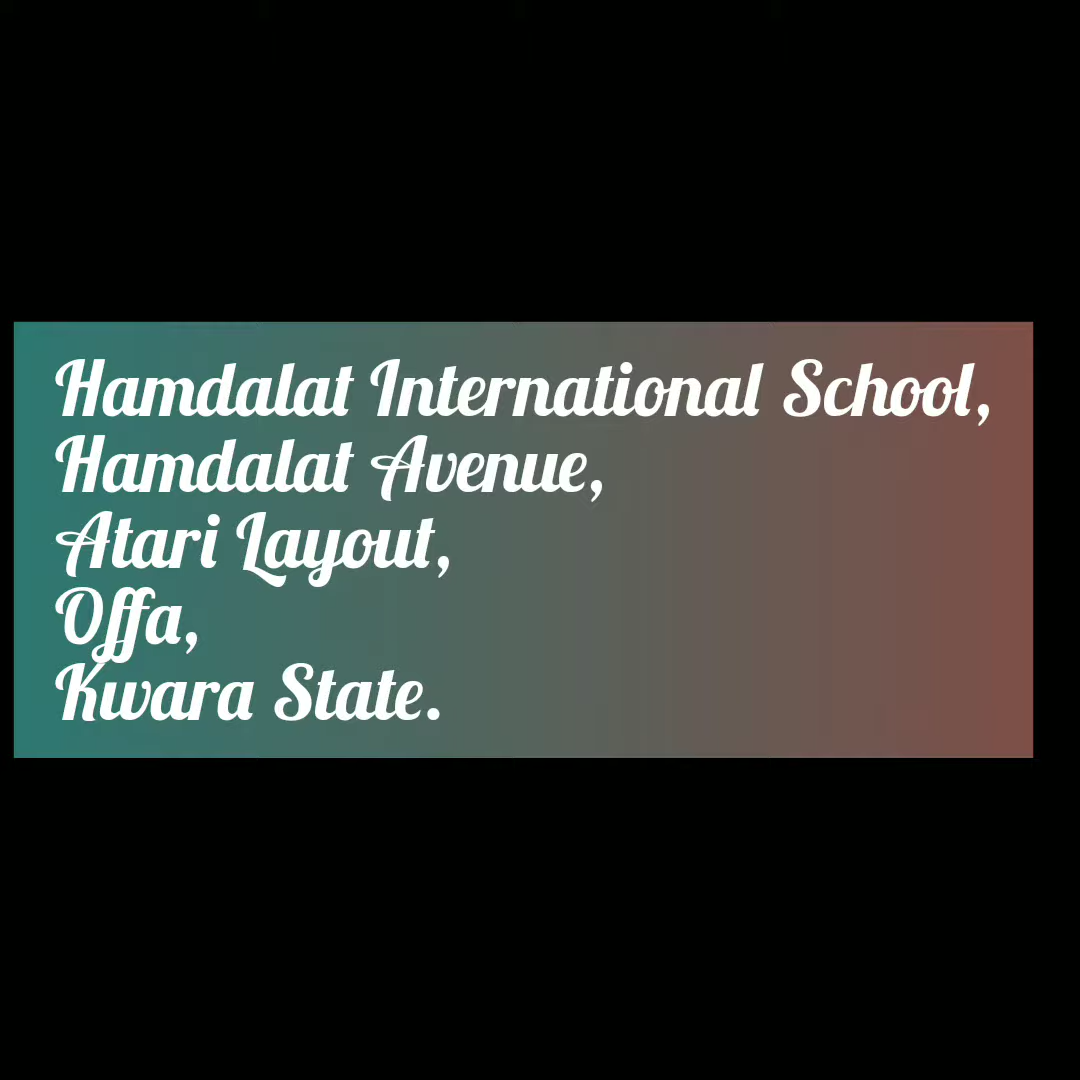 Hamdalat International School,
Hamdalat Avenue,
Atari Layout,
Offa,
Kwara State.